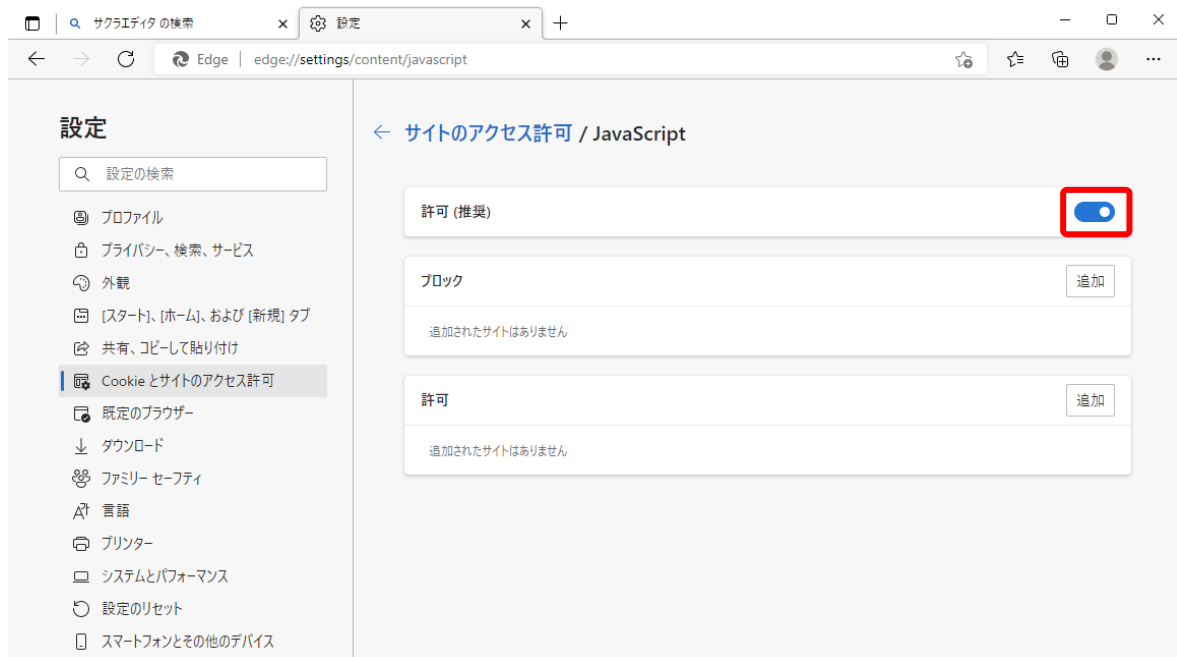 サクラエディタ の検索
設定
Edge edge://settings/content/javascript
設定
設定の検索
プロファイル
プライバシー、検索、サービス
外観
[スタート]、[ホーム]、および [新規] タブ
共有、コピーして貼り付け
Cookie とサイトのアクセス許可
既定のブラウザー
ダウンロード
ファミリー セーフティ
言語
プリンター
システムとパフォーマンス
設定のリセット
スマートフォンとその他のデバイス
サイトのアクセス許可 / JavaScript
許可 (推奨)
ブロック
追加
追加されたサイトはありません
許可
追加
追加されたサイトはありません